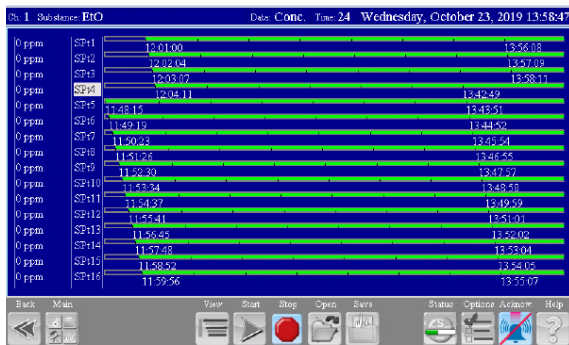 Ch: 1 Substance: EtO Data: Conc. Time: 24 Wednesday, October 23, 2019 13:58:47
0 ppm SPt1 12:01:00 13:56:08
0 ppm SPt2 12:02:04 13:57:09
0 ppm SPt3 12:03:07 13:58:11
0 ppm SPt4 12:04:11 13:42:49
0 ppm SPt5 11:48:15 13:43:51
0 ppm SPt6 11:49:19 13:44:52
0 ppm SPt7 11:50:23 13:45:54
0 ppm SPt8 11:51:26 13:46:55
0 ppm SPt9 11:52:30 13:47:57
0 ppm SPt10 11:53:34 13:48:58
0 ppm SPt11 11:54:37 13:49:59
0 ppm SPt12 11:55:41 13:51:01
0 ppm SPt13 11:56:45 13:52:02
0 ppm SPt14 11:57:48 13:53:04
0 ppm SPt15 11:58:52 13:54:05
0 ppm SPt16 11:59:56 13:55:07
Back Main View Start Stop Open Save Status Options Acknow. Help